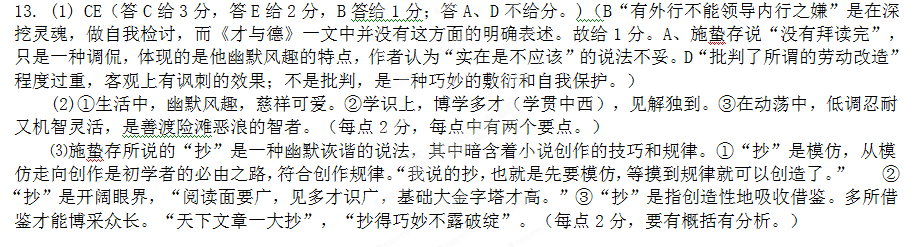 13. (1) CE（答 C 给 3 分，答 E 给 2 分，B 答给 1 分；答 A、D 不给分。）（B“有外行不能领导内行之嫌”是在深
挖灵魂，做自我检讨，而《才与德》一文中并没有这方面的明确表述。故给 1 分。A、施蛰存说“没有拜读完”，
只是一种调侃，体现的是他幽默风趣的特点，作者认为“实在是不应该”的说法不妥。D“批判了所谓的劳动改造”
程度过重，客观上有讽刺的效果；不是批判，是一种巧妙的敷衍和自我保护。）
(2)①生活中，幽默风趣，慈祥可爱。②学识上，博学多才（学贯中西），见解独到。③在动荡中，低调忍耐
又机智灵活，是善渡险滩恶浪的智者。（每点 2 分，每点中有两个要点。）
⑶施蛰存所说的“抄”是一种幽默诙谐的说法，其中暗含着小说创作的技巧和规律。①“抄”是模仿，从模
仿走向创作是初学者的必由之路，符合创作规律。“我说的抄，也就是先要模仿，等摸到规律就可以创造了。” ②
“抄”是开阔眼界，“阅读面要广，见多才识广，基础大金字塔才高。”③“抄”是指创造性地吸收借鉴。多所借
鉴才能博采众长。“天下文章一大抄”，“抄得巧妙不露破绽”。（每点 2 分，要有概括有分析。）